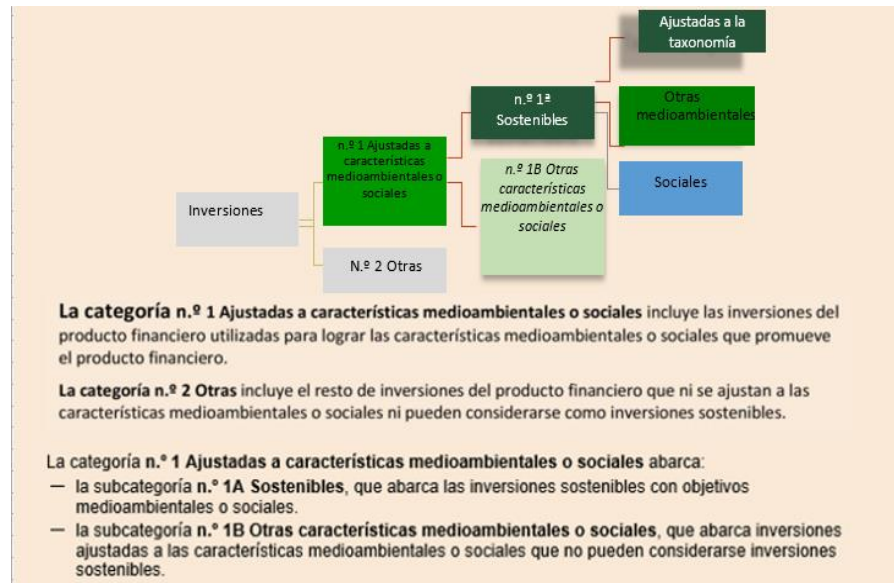 Ajustadas a la
taxonomía
n.º 1ª
Sostenibles
Otras
medioambientales
n.º 1 Ajustadas a
características
medioambientales o
sociales
n.º 1B Otras
características
medioambientales o
sociales
Sociales
Inversiones
N.º 2 Otras
La categoría n.º 1 Ajustadas a características medioambientales o sociales incluye las inversiones del
producto financiero utilizadas para lograr las características medioambientales o sociales que promueve
el producto financiero.
La categoría n.º 2 Otras incluye el resto de inversiones del producto financiero que ni se ajustan a las
características medioambientales o sociales ni pueden considerarse como inversiones sostenibles.
La categoría n.º 1 Ajustadas a características medioambientales o sociales abarca:
— la subcategoría n.º 1A Sostenibles, que abarca las inversiones sostenibles con objetivos
medioambientales o sociales.
— la subcategoría n.º 1B Otras características medioambientales o sociales, que abarca inversiones
ajustadas a las características medioambientales o sociales que no pueden considerarse inversiones
sostenibles.